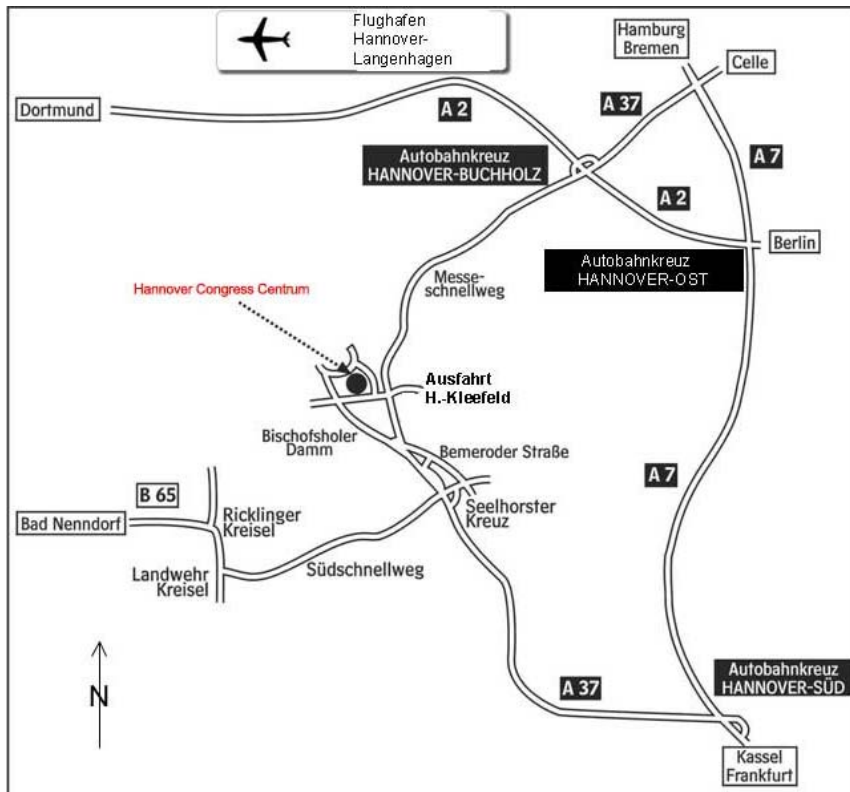 Flughafen
Hannover-
Langenhagen
Hamburg
Bremen
Celle
Dortmund
A 2
A 37
A 7
Autobahnkreuz
HANNOVER-BUCHHOLZ
A 2
Berlin
Autobahnkreuz
HANNOVER-OST
Messe-
schnellweg
Hannover Congress Centrum
Ausfahrt
H.-Kleefeld
Bischofsholer
Damm
Bemeroder Straße
A 7
B 65
Ricklinger
Kreisel
Seelhorster
Kreuz
Bad Nenndorf
Landwehr
Kreisel
Südschnellweg
N
Autobahnkreuz
HANNOVER-SÜD
A 37
Kassel
Frankfurt